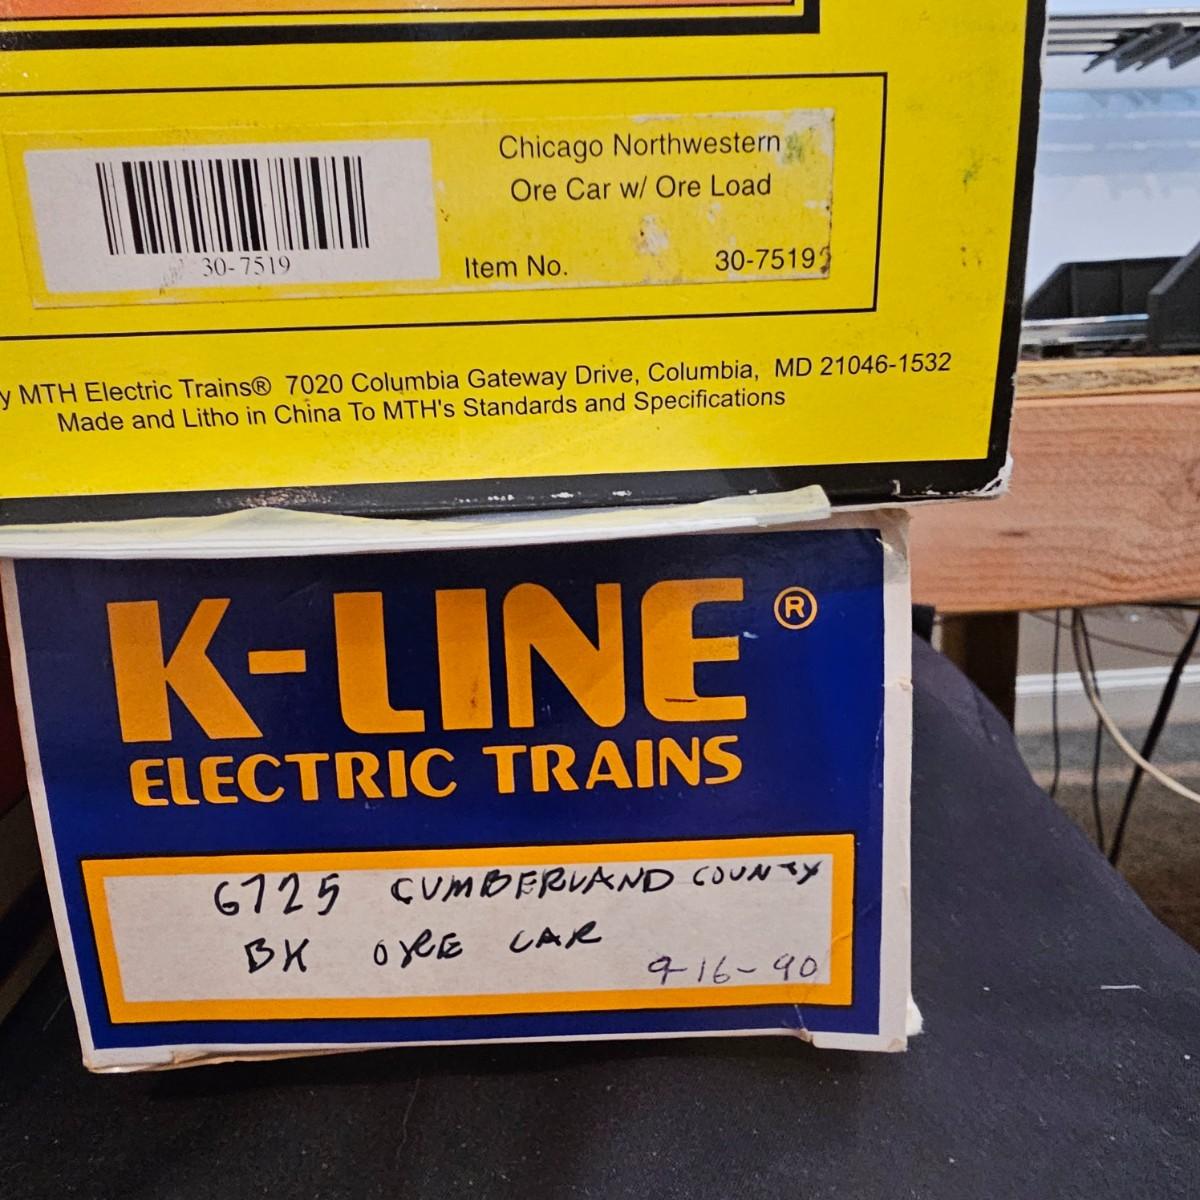 Chicago Northwestern
Ore Car w/ Ore Load
30-7519
Item No. 30-7519
y MTH Electric Trains® 7020 Columbia Gateway Drive, Columbia, MD 21046-1532
Made and Litho in China To MTH's Standards and Specifications
K-LINE®
ELECTRIC TRAINS
6725 CUMBERLAND COUNTY
BK ORE CAR
9-16-90